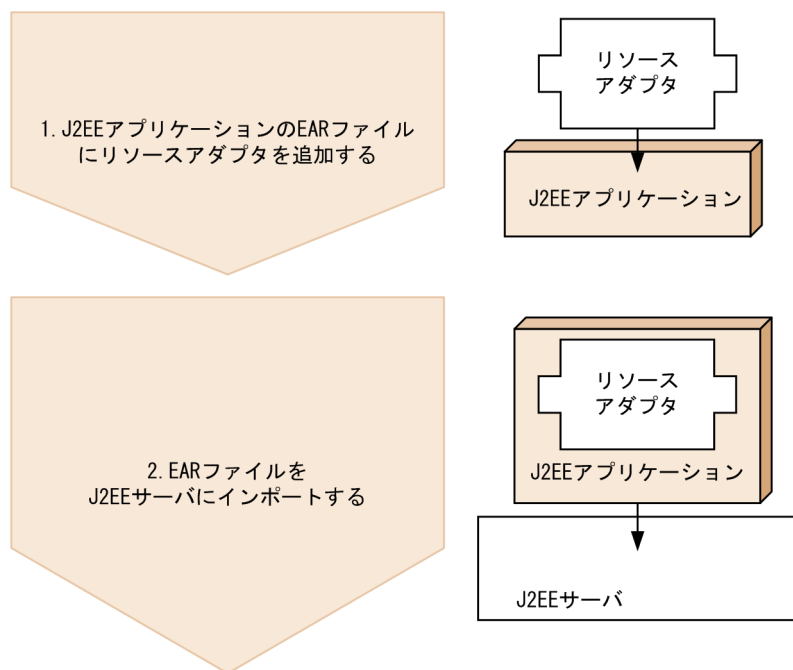 1. J2EEアプリケーションのEARファイル
にリソースアダプタを追加する
リソース
アダプタ
J2EEアプリケーション
2. EARファイルを
J2EEサーバにインポートする
リソース
アダプタ
J2EEアプリケーション
J2EEサーバ